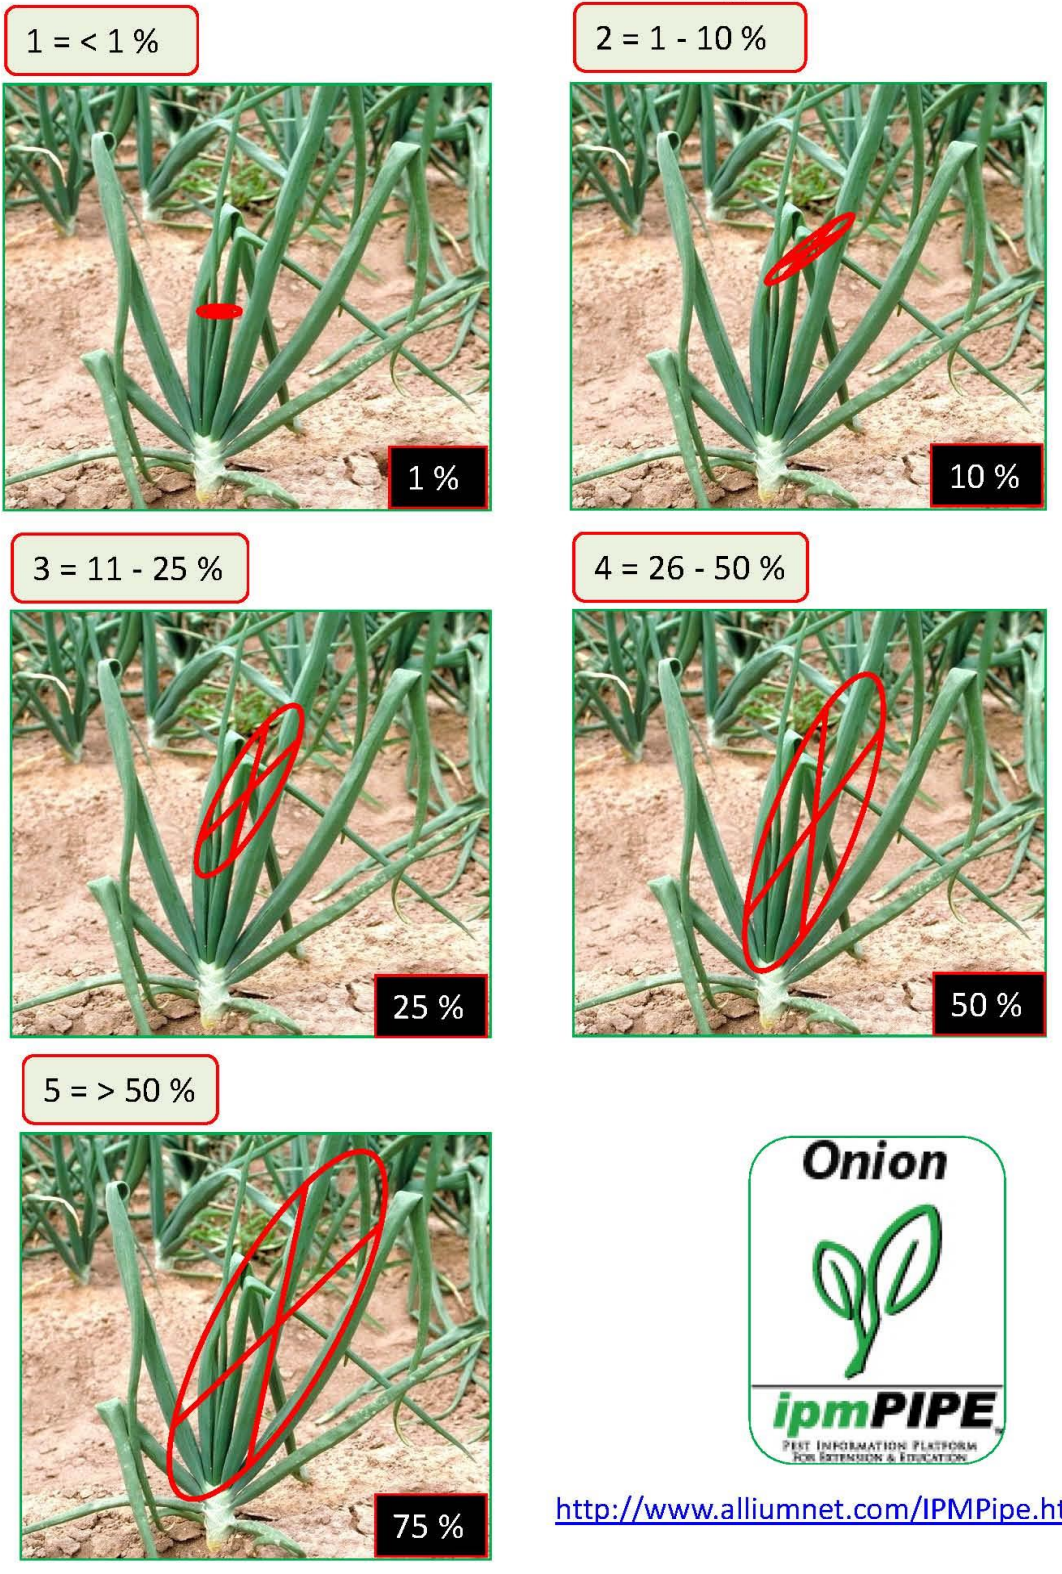 1 = < 1 %
2 = 1 - 10 %
1 %
10 %
3 = 11 - 25 %
4 = 26 - 50 %
25 %
50 %
5 = > 50 %
75 %
Onion
ipmPIPE
PEST INFORMATION PLATFORM
FOR EXTENSION & EDUCATION
http://www.alliumnet.com/IPMPipe.ht